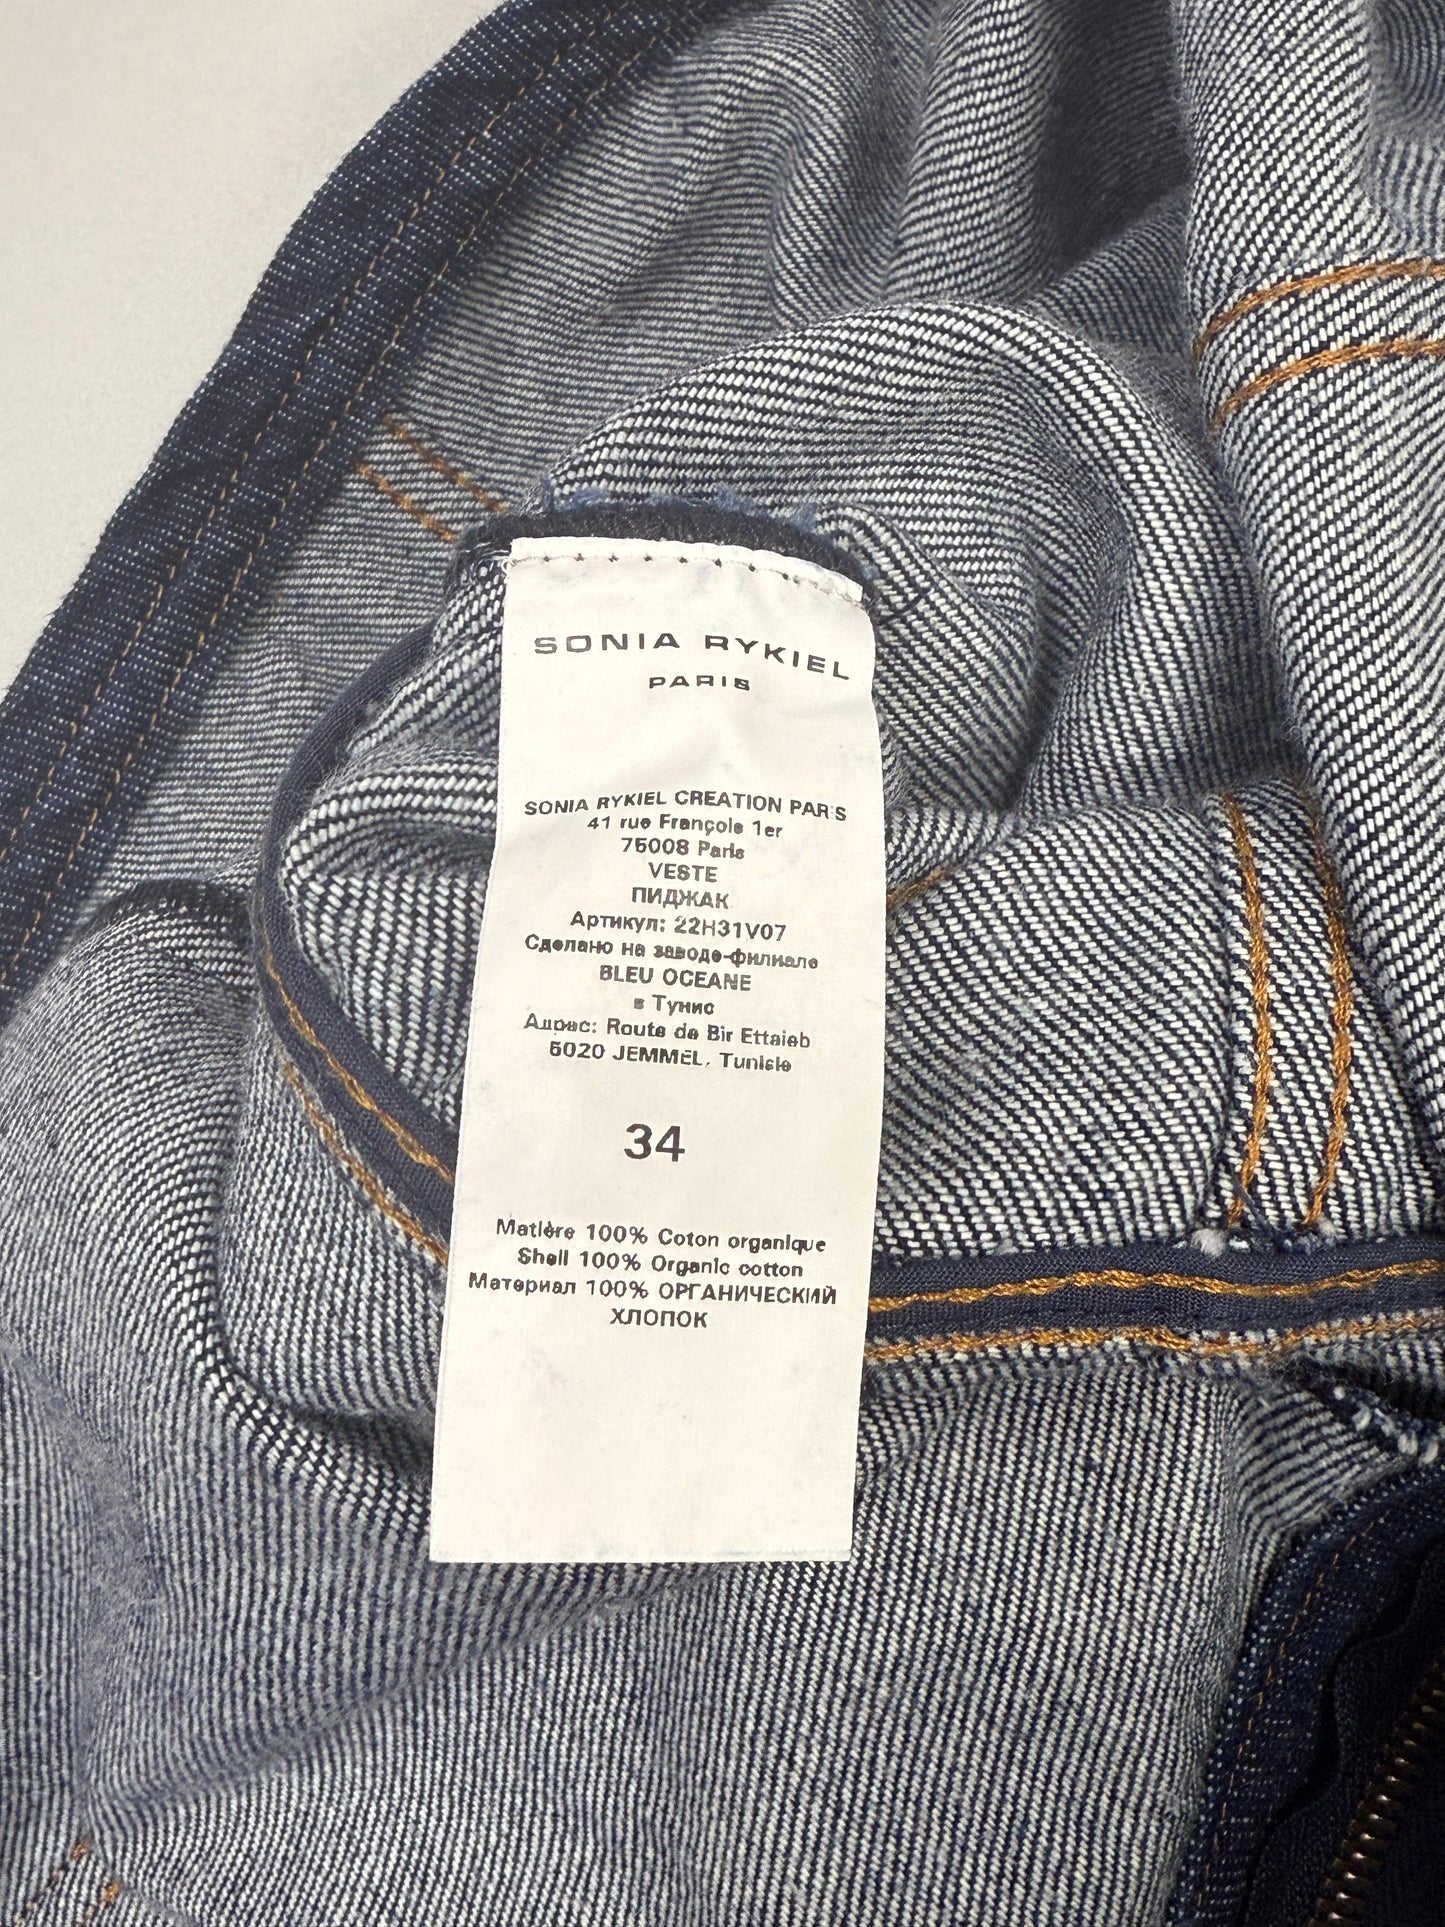 SONIA RYKIEL
PARIS
SONIA RYKIEL CREATION PARIS
41 rue Françole 1er
75008 Paris
VESTE
ПИДЖАК
Артикул: 22H31V07
Сделано на заводе-филиале
BLEU OCEANE
в Тунис
Адрес: Route de Bir Ettaieb
5020 JEMMEL, Tunisie
34
Matière 100% Coton organique
Shell 100% Organic cotton
Материал 100% ОРГАНИЧЕСКИЙ
ХЛОПОК